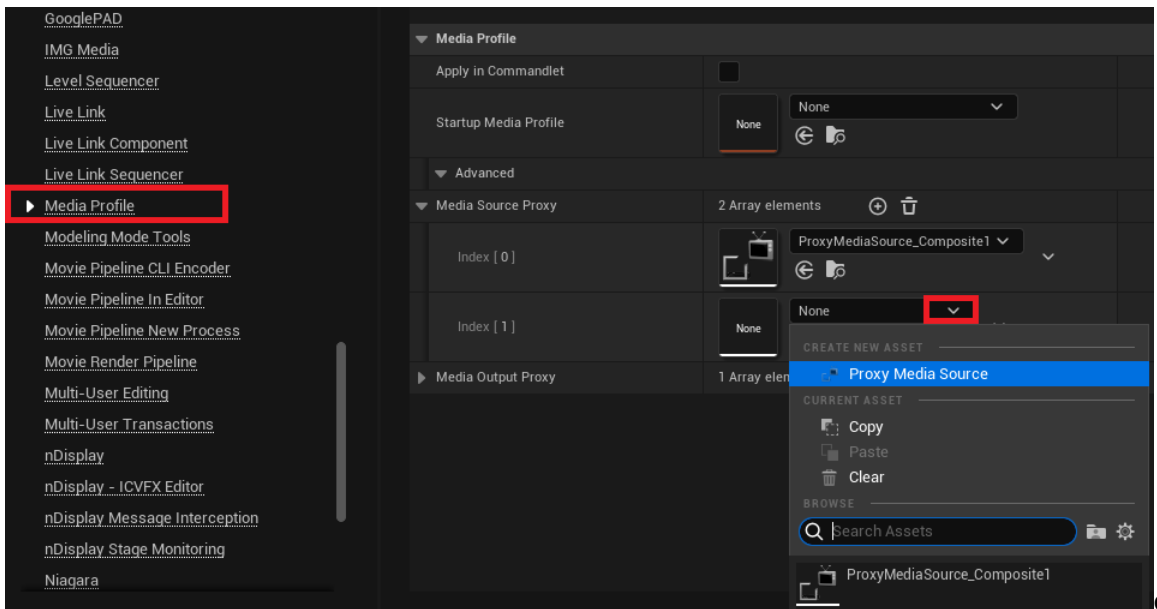 GooglePAD
IMG Media
Level Sequencer
Live Link
Live Link Component
Live Link Sequencer
Media Profile
Modeling Mode Tools
Movie Pipeline CLI Encoder
Movie Pipeline In Editor
Movie Pipeline New Process
Movie Render Pipeline
Multi-User Editing
Multi-User Transactions
nDisplay
nDisplay - ICVFX Editor
nDisplay Message Interception
nDisplay Stage Monitoring
Niagara
Media Profile
Apply in Commandlet
Startup Media Profile
None
None
Advanced
Media Source Proxy
2 Array elements
Index [ 0 ]
ProxyMediaSource_Composite1
Index [ 1 ]
None
None
Media Output Proxy
1 Array elen
CREATE NEW ASSET
Proxy Media Source
CURRENT ASSET
Copy
Paste
Clear
BROWSE
Search Assets
ProxyMediaSource_Composite1